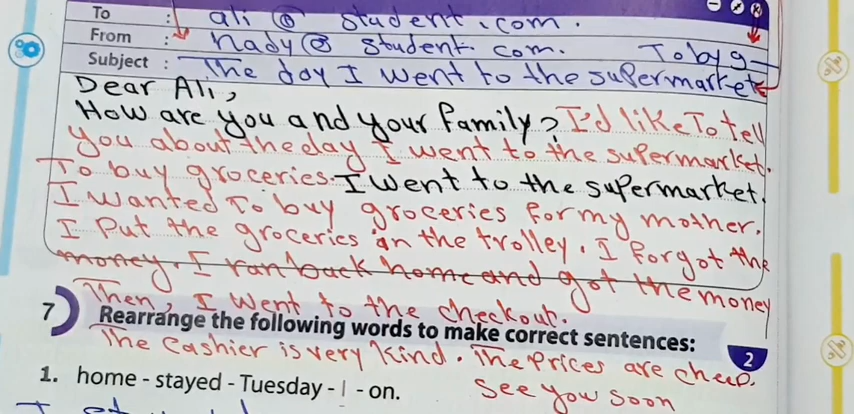 To : ali @ student.com.
From : hady @ student.com. To by g
Subject : The day I went to the supermarket
Dear Ali,
How are you and your family? I'd like To tell
you about the day I went to the supermarket.
To buy groceries. I went to the supermarket.
I wanted To buy groceries for my mother.
I put the groceries in the trolley. I forgot the
money. I ran back home and got the money
Then, I went to the checkout.
7 Rearrange the following words to make correct sentences: 2
The cashier is very kind. The prices are cheep.
See you soon
1. home - stayed - Tuesday - I - on.